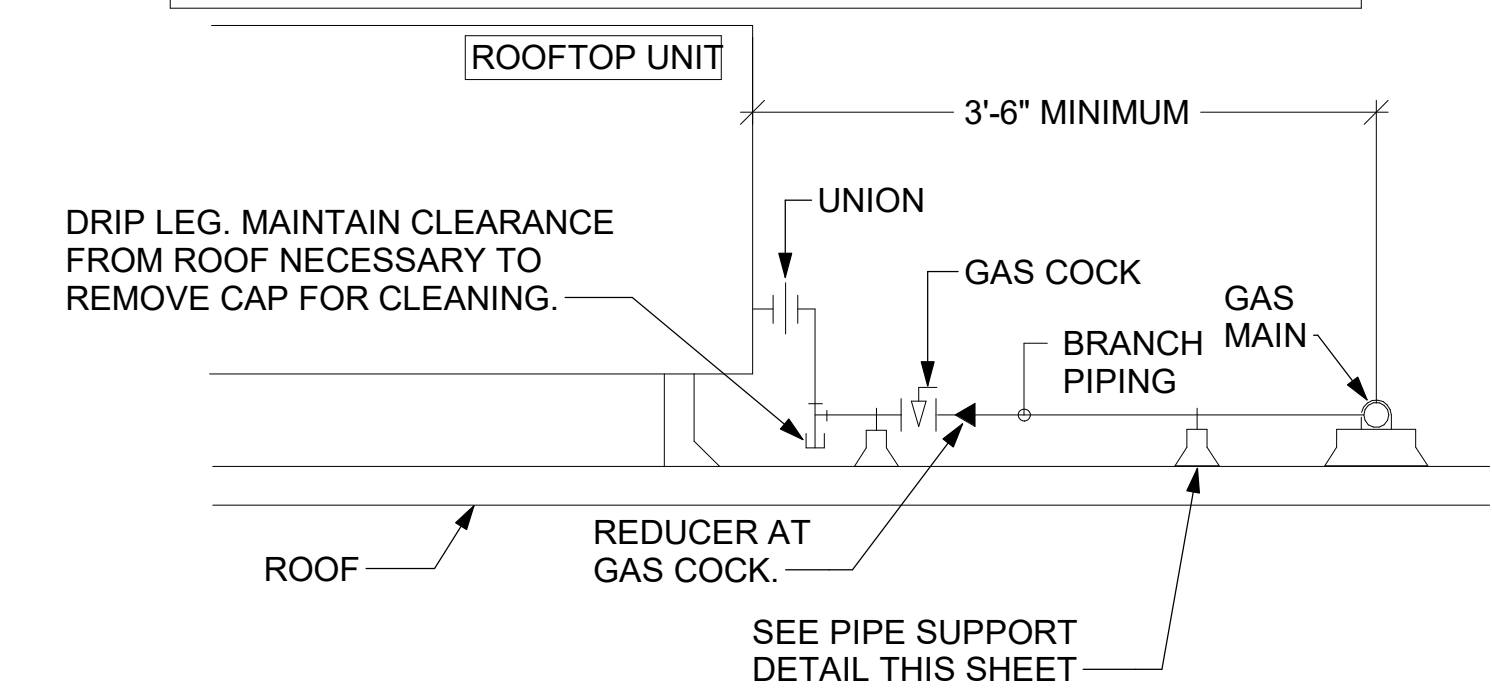 ROOFTOP UNIT
3'-6" MINIMUM
UNION
DRIP LEG. MAINTAIN CLEARANCE
FROM ROOF NECESSARY TO
REMOVE CAP FOR CLEANING.
GAS COCK
GAS
MAIN
BRANCH
PIPING
REDUCER AT
GAS COCK.
ROOF
SEE PIPE SUPPORT
DETAIL THIS SHEET